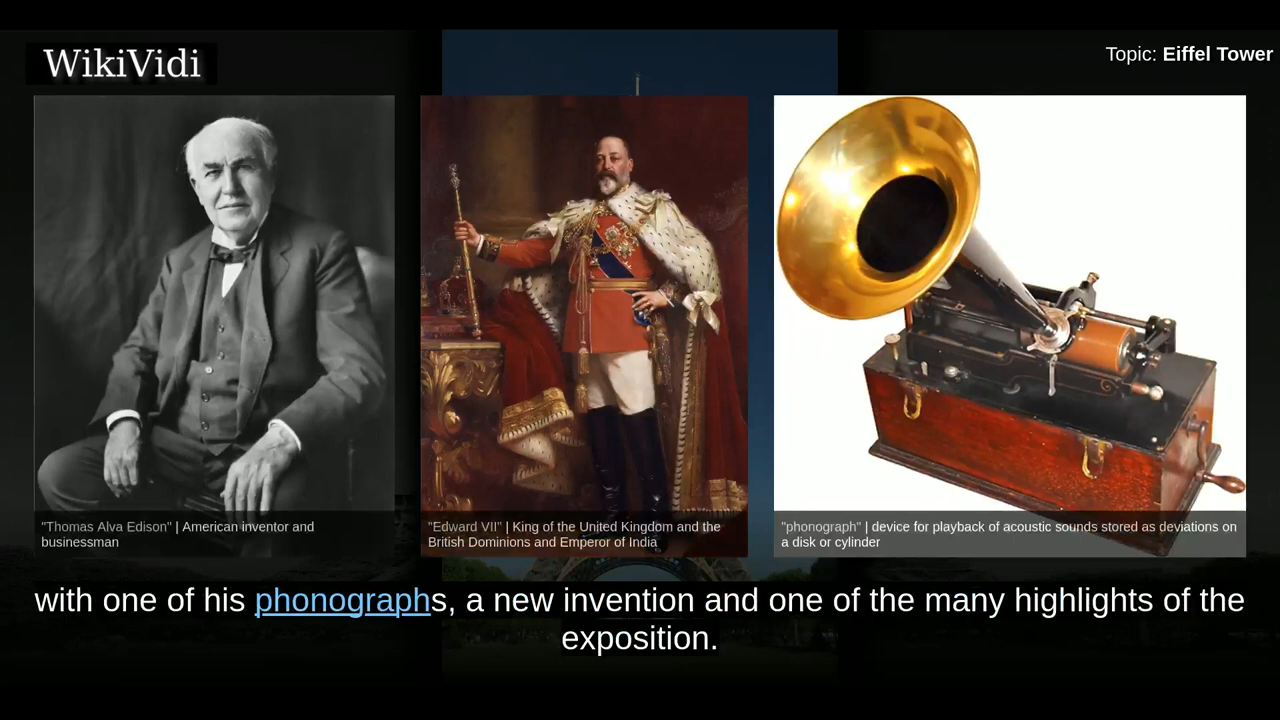 WikiVidi
Topic: Eiffel Tower
"Thomas Alva Edison" | American inventor and
businessman
"Edward VII" | King of the United Kingdom and the
British Dominions and Emperor of India
"phonograph" | device for playback of acoustic sounds stored as deviations on
a disk or cylinder
with one of his phonographs, a new invention and one of the many highlights of the
exposition.